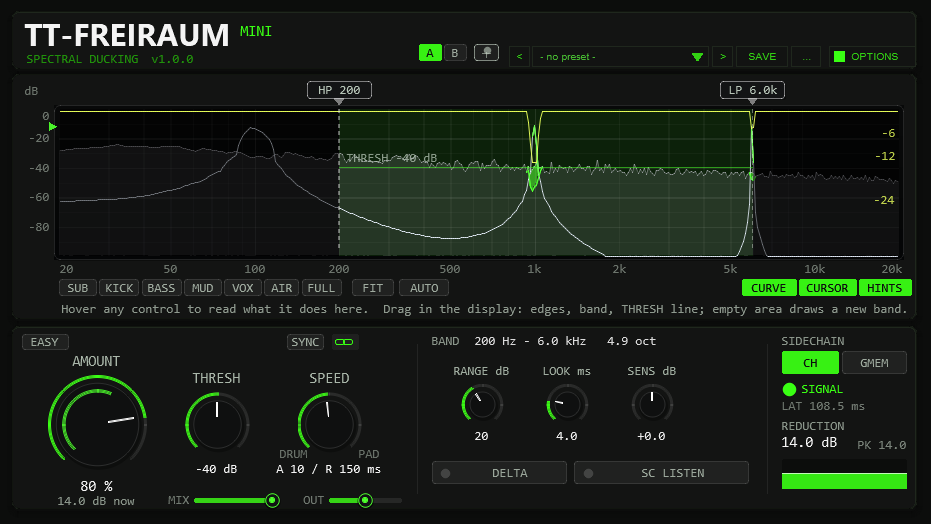 TT-FREIRAUM MINI
SPECTRAL DUCKING v1.0.0
A B < - no preset - > SAVE ... OPTIONS
dB HP 200 LP 6.0k
0
-20
-40
-60
-80
THRESH -40 dB
-6
-12
-24
20 50 100 200 500 1k 2k 5k 10k 20k
SUB KICK BASS MUD VOX AIR FULL FIT AUTO CURVE CURSOR HINTS
Hover any control to read what it does here. Drag in the display: edges, band, THRESH line; empty area draws a new band.
EASY SYNC
AMOUNT
80 %
14.0 dB now
THRESH
-40 dB
SPEED
DRUM PAD
A 10 / R 150 ms
MIX OUT
BAND 200 Hz - 6.0 kHz 4.9 oct
RANGE dB LOOK ms SENS dB
20 4.0 +0.0
DELTA SC LISTEN
SIDECHAIN
CH GMEM
SIGNAL
LAT 108.5 ms
REDUCTION
14.0 dB PK 14.0